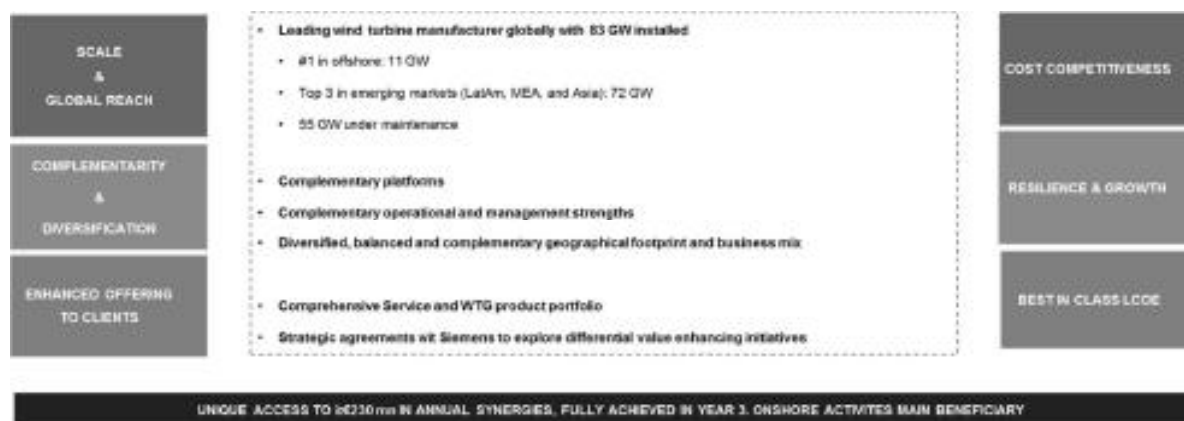 SCALE
&
GLOBAL REACH
• Leading wind turbine manufacturer globally with 83 GW installed
• #1 in offshore: 11 GW
• Top 3 in emerging markets (LatAm, MEA, and Asia): 72 GW
• 55 GW under maintenance
COST COMPETITIVENESS
COMPLEMENTARITY
&
DIVERSIFICATION
• Complementary platforms
• Complementary operational and management strengths
• Diversified, balanced and complementary geographical footprint and business mix
RESILIENCE & GROWTH
ENHANCED OFFERING
TO CLIENTS
• Comprehensive Service and WTG product portfolio
• Strategic agreements wit Siemens to explore differential value enhancing initiatives
BEST IN CLASS LCOE
UNIQUE ACCESS TO ≥€230 mn IN ANNUAL SYNERGIES, FULLY ACHIEVED IN YEAR 3. ONSHORE ACTIVITES MAIN BENEFICIARY